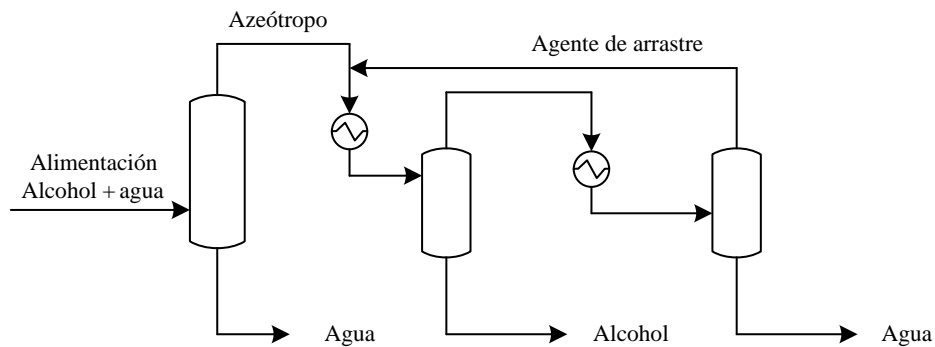 Azeótropo
Agente de arrastre
Alimentación
Alcohol + agua
Agua
Alcohol
Agua